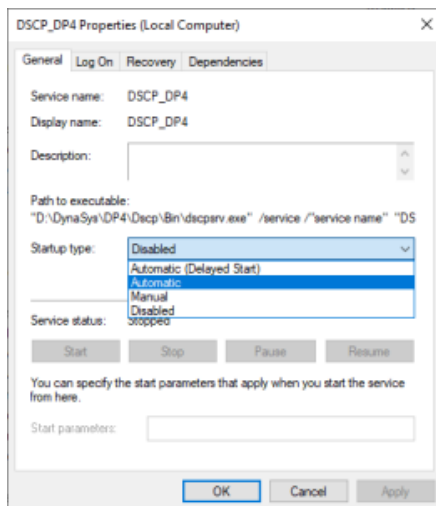 DSCP_DP4 Properties (Local Computer)
General Log On Recovery Dependencies
Service name: DSCP_DP4
Display name: DSCP_DP4
Description:
Path to executable:
"D:\DynaSys\DP4\Dscp\Bin\dscpsrv.exe" /service /"service name" "DS
Startup type: Disabled
Automatic (Delayed Start)
Automatic
Manual
Disabled
Service status: Stopped
Start Stop Pause Resume
You can specify the start parameters that apply when you start the service
from here.
Start parameters:
OK Cancel Apply